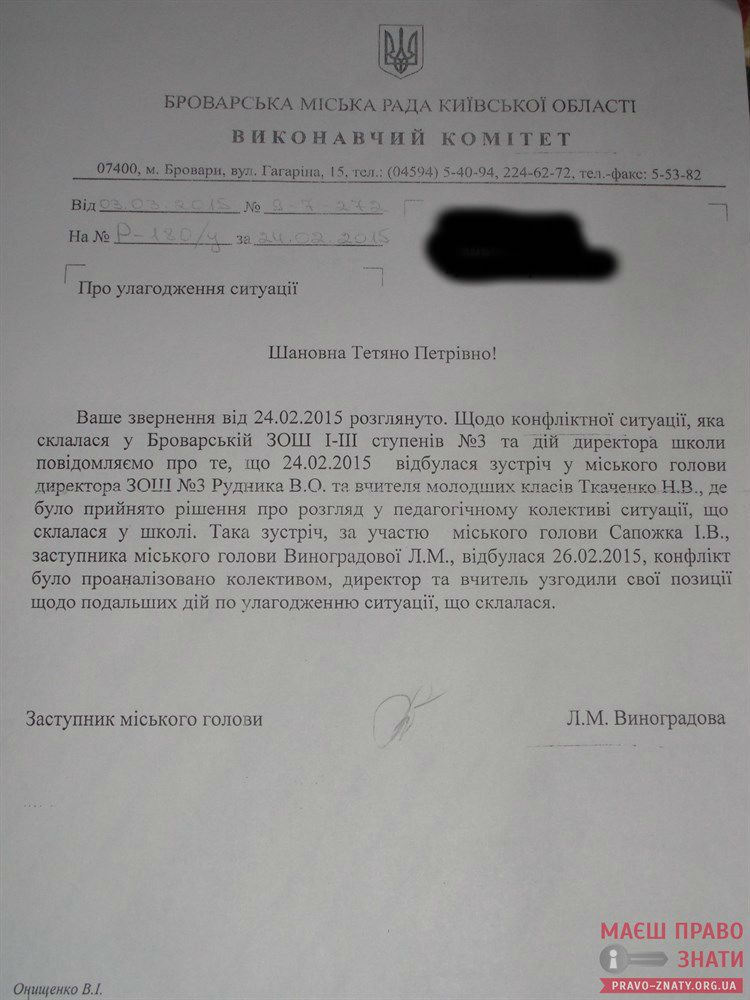 БРОВАРСЬКА МІСЬКА РАДА КИЇВСЬКОЇ ОБЛАСТІ
ВИКОНАВЧИЙ КОМІТЕТ
07400, м. Бровари, вул. Гагаріна, 15, тел.: (04594) 5-40-94, 224-62-72, тел.-факс: 5-53-82
Від 03.03.2015 № 2-7-272
На № Р-180/у за 24.02.2015
Про улагодження ситуації
Шановна Тетяно Петрівно!
Ваше звернення від 24.02.2015 розглянуто. Щодо конфліктної ситуації, яка
склалася у Броварській ЗОШ І-ІІІ ступенів №3 та дій директора школи
повідомляємо про те, що 24.02.2015 відбулася зустріч у міського голови
директора ЗОШ №3 Рудника В.О. та вчителя молодших класів Ткаченко Н.В., де
було прийнято рішення про розгляд у педагогічному колективі ситуації, що
склалася у школі. Така зустріч, за участю міського голови Сапожка І.В.,
заступника міського голови Виноградової Л.М., відбулася 26.02.2015, конфлікт
було проаналізовано колективом, директор та вчитель узгодили свої позиції
щодо подальших дій по улагодженню ситуації, що склалася.
Заступник міського голови Л.М. Виноградова
Онищенко В.І.
МАЄШ ПРАВО
ЗНАТИ
PRAVO-ZNATY.ORG.UA